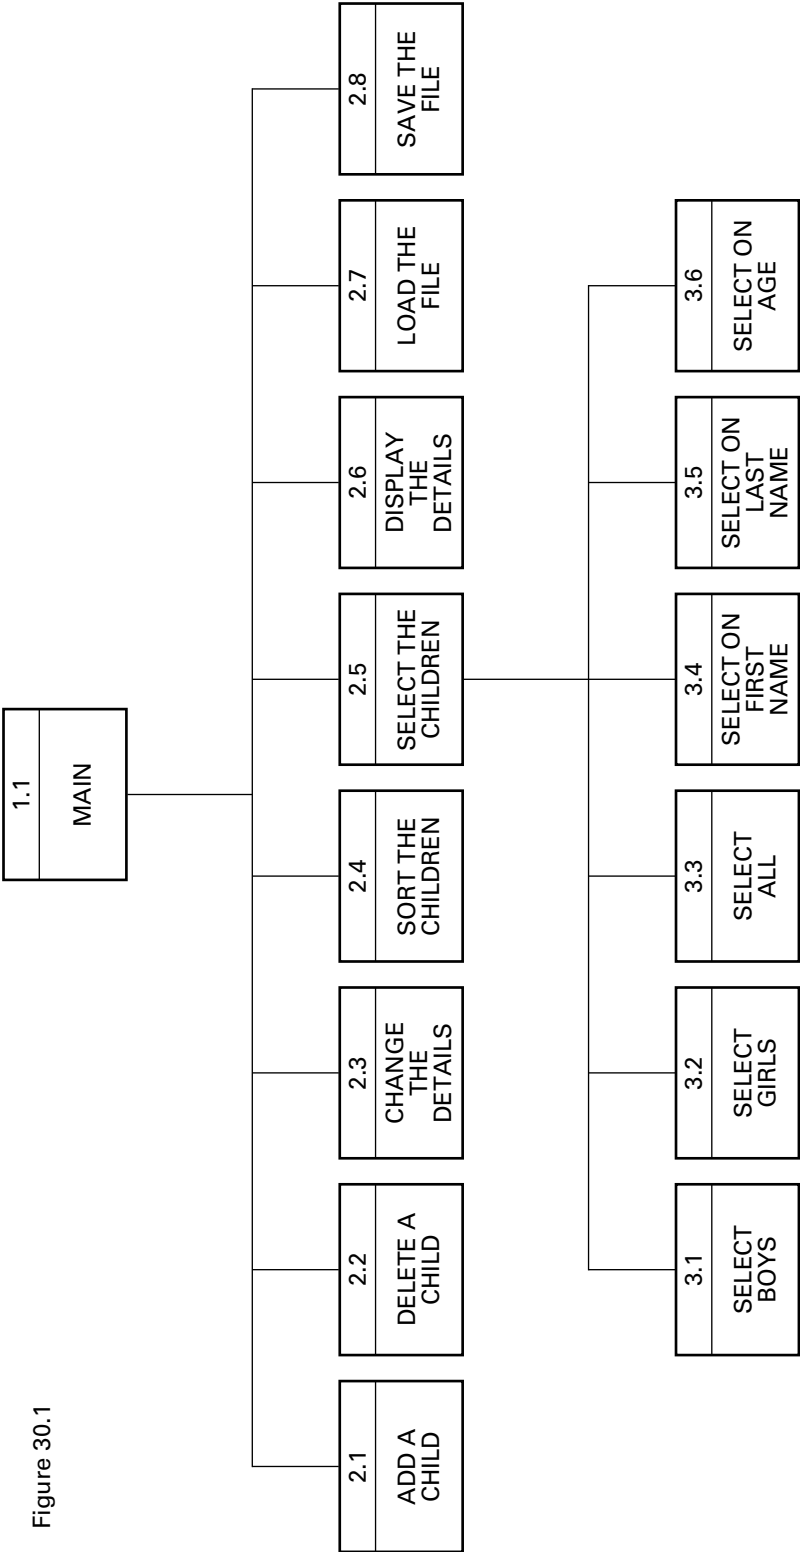 Figure 30.1
1.1
MAIN
2.1
ADD A
CHILD
2.2
DELETE A
CHILD
2.3
CHANGE
THE
DETAILS
2.4
SORT THE
CHILDREN
2.5
SELECT THE
CHILDREN
2.6
DISPLAY
THE
DETAILS
2.7
LOAD THE
FILE
2.8
SAVE THE
FILE
3.1
SELECT
BOYS
3.2
SELECT
GIRLS
3.3
SELECT
ALL
3.4
SELECT ON
FIRST
NAME
3.5
SELECT ON
LAST
NAME
3.6
SELECT ON
AGE